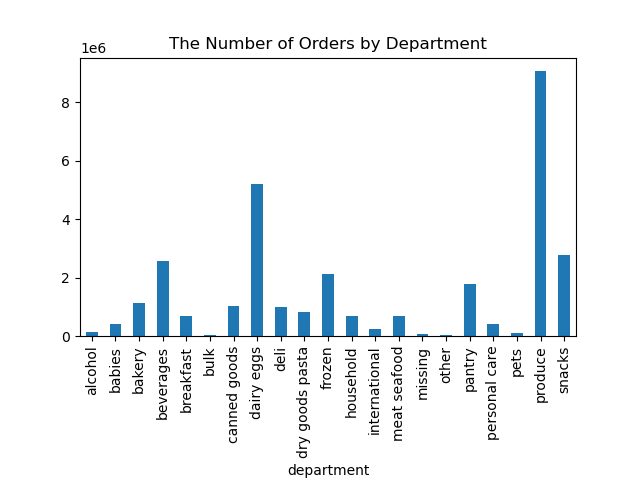 The Number of Orders by Department
1e6
8
6
4
2
0
alcohol
babies
bakery
beverages
breakfast
bulk
canned goods
dairy eggs
deli
dry goods pasta
frozen
household
international
meat seafood
missing
other
pantry
personal care
pets
produce
snacks
department